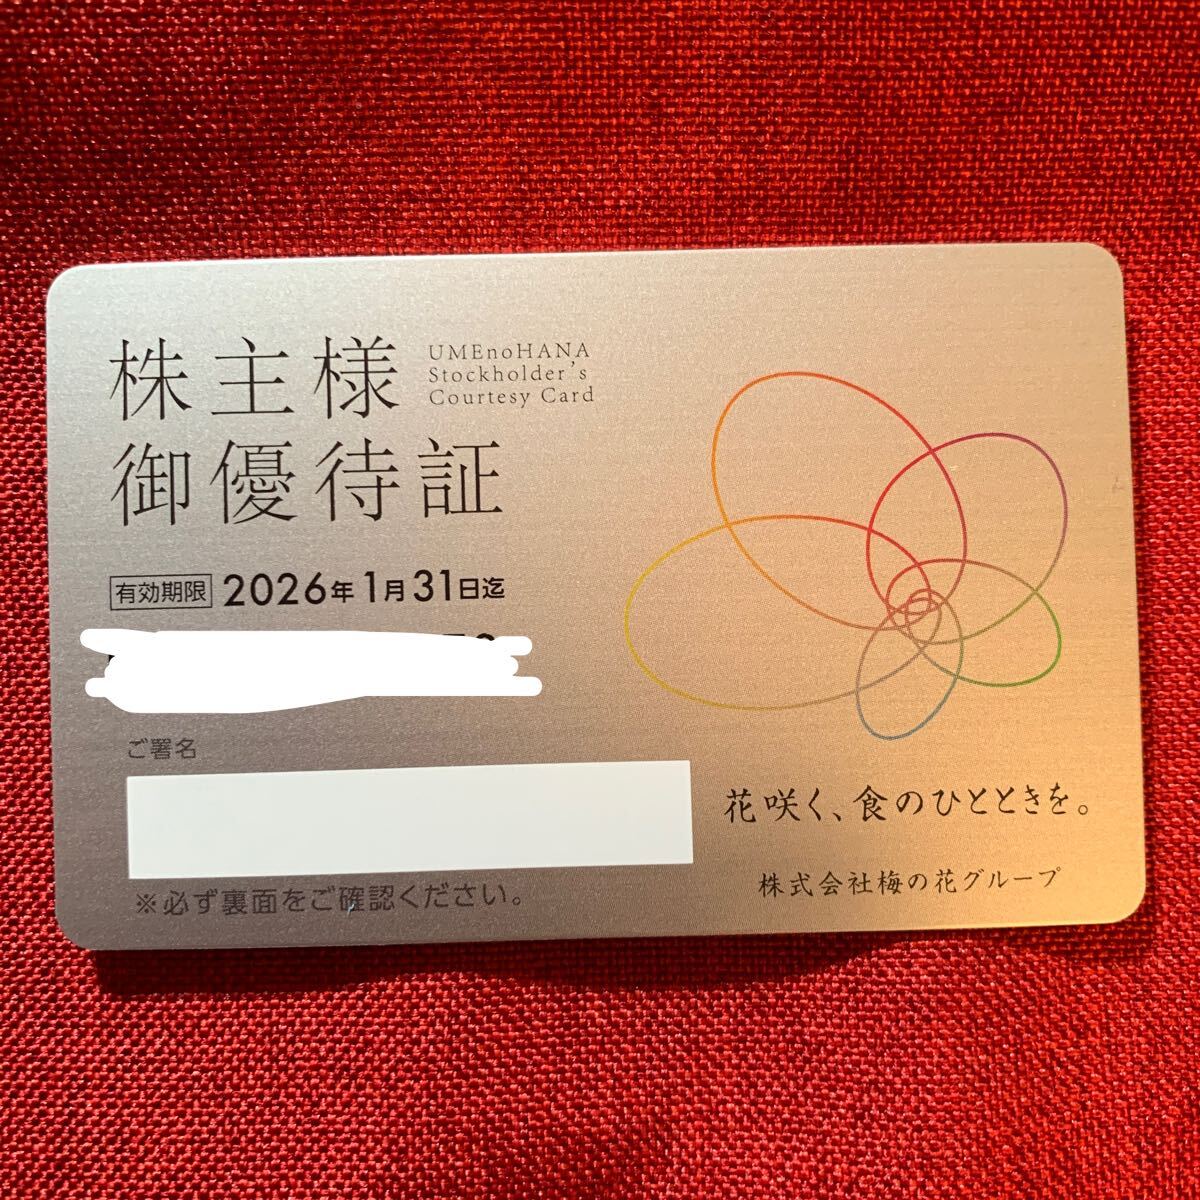 株主様
UMEnoHANA
Stockholder's
Courtesy Card
御優待証
有効期限 2026年1月31日迄
ご署名
※必ず裏面をご確認ください。
花咲く、食のひとときを。
株式会社梅の花グループ